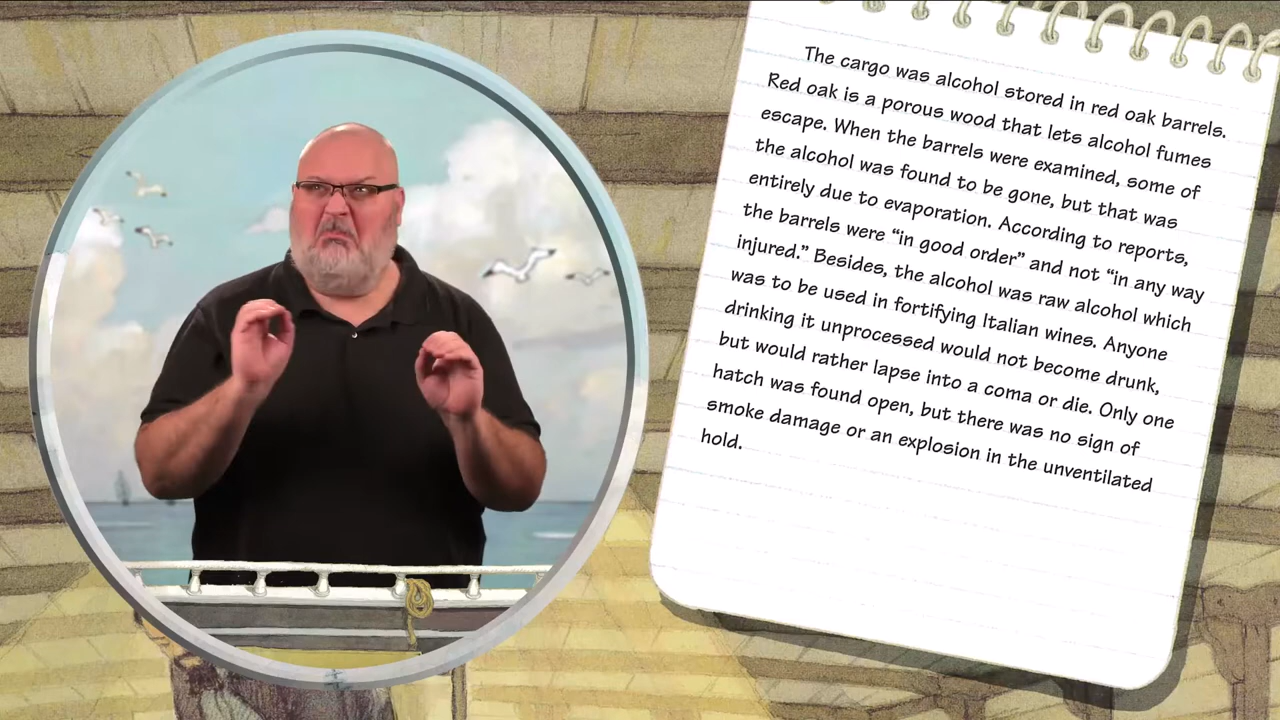 The cargo was alcohol stored in red oak barrels.
Red oak is a porous wood that lets alcohol fumes
escape. When the barrels were examined, some of
the alcohol was found to be gone, but that was
entirely due to evaporation. According to reports,
the barrels were “in good order” and not “in any way
injured.” Besides, the alcohol was raw alcohol which
was to be used in fortifying Italian wines. Anyone
drinking it unprocessed would not become drunk,
but would rather lapse into a coma or die. Only one
hatch was found open, but there was no sign of
smoke damage or an explosion in the unventilated
hold.